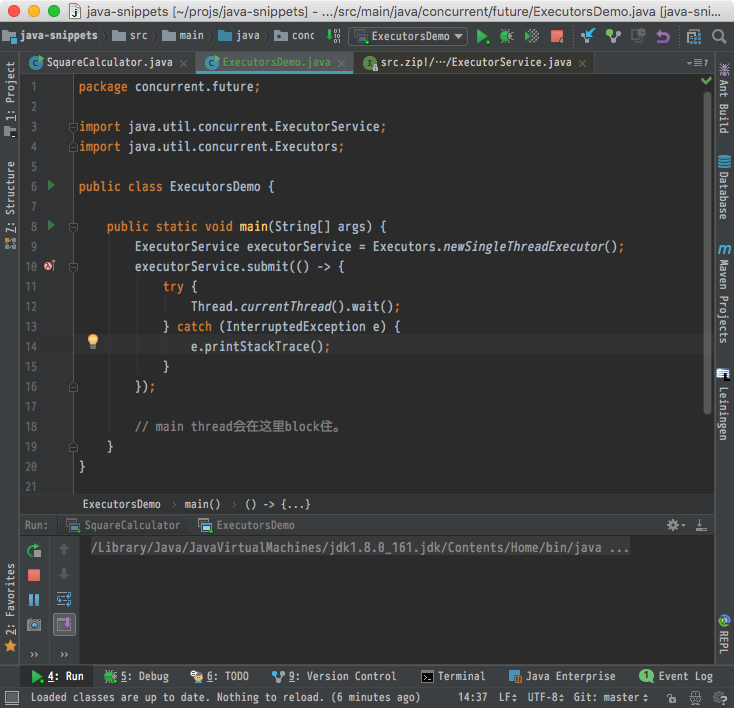 java-snippets [~/projs/java-snippets] - .../src/main/java/concurrent/future/ExecutorsDemo.java [java-sni...
java-snippets src main java conc ExecutorsDemo
SquareCalculator.java ExecutorsDemo.java src.zip!/⋯/ExecutorService.java 7
1 package concurrent.future;
2
3 import java.util.concurrent.ExecutorService;
4 import java.util.concurrent.Executors;
5
6 public class ExecutorsDemo {
7
8 public static void main(String[] args) {
9 ExecutorService executorService = Executors.newSingleThreadExecutor();
10 executorService.submit(() -> {
11 try {
12 Thread.currentThread().wait();
13 } catch (InterruptedException e) {
14 e.printStackTrace();
15 }
16 });
17
18 // main thread会在这里block住。
19 }
20 }
21
ExecutorsDemo › main() › () -> {...}
Run: SquareCalculator ExecutorsDemo
/Library/Java/JavaVirtualMachines/jdk1.8.0_161.jdk/Contents/Home/bin/java ...
1: Project
7: Structure
2: Favorites
Ant Build
Database
m
Maven Projects
Leiningen
REPL
4: Run 5: Debug 6: TODO 9: Version Control Terminal Java Enterprise 1 Event Log
Loaded classes are up to date. Nothing to reload. (6 minutes ago) 14:37 LF UTF-8 Git: master